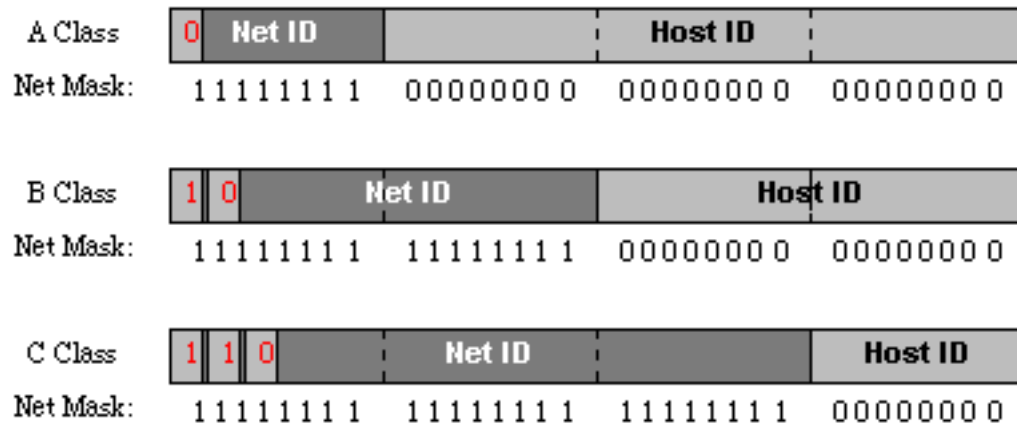 A Class 0 Net ID Host ID
Net Mask: 1 1 1 1 1 1 1 1 0 0 0 0 0 0 0 0 0 0 0 0 0 0 0 0 0 0 0 0 0 0 0 0
B Class 1 0 Net ID Host ID
Net Mask: 1 1 1 1 1 1 1 1 1 1 1 1 1 1 1 1 0 0 0 0 0 0 0 0 0 0 0 0 0 0 0 0
C Class 1 1 0 Net ID Host ID
Net Mask: 1 1 1 1 1 1 1 1 1 1 1 1 1 1 1 1 1 1 1 1 1 1 1 1 0 0 0 0 0 0 0 0